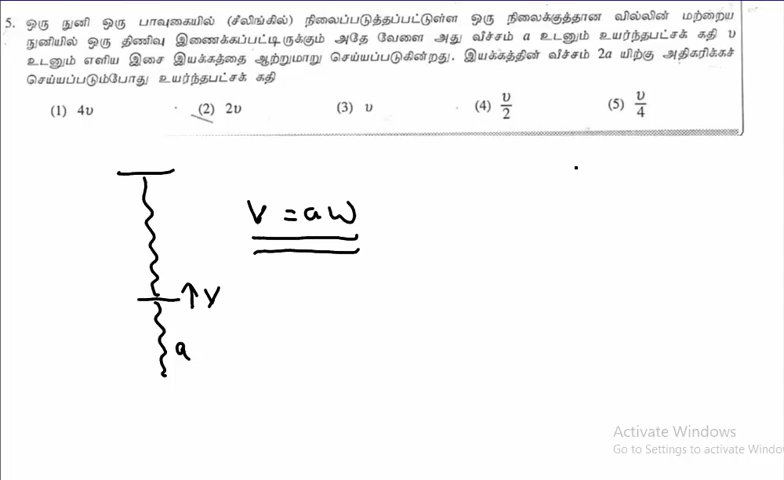 5. ஒரு நுனி ஒரு பாவுகையில் (சீலிங்கில்) நிலைப்படுத்தப்பட்டுள்ள ஒரு நிலைக்குத்தான வில்லின் மற்றைய
நுனியில் ஒரு திணிவு இணைக்கப்பட்டிருக்கும் அதே வேளை அது வீச்சம் a உடனும் உயர்ந்தபட்சக் கதி υ
உடனும் எளிய இசை இயக்கத்தை ஆற்றுமாறு செய்யப்படுகின்றது. இயக்கத்தின் வீச்சம் 2a யிற்கு அதிகரிக்கச்
செய்யப்படும்போது உயர்ந்தபட்சக் கதி
(1) 4υ (2) 2υ (3) υ (4) υ/2 (5) υ/4
V = aω
↑ V
a
Activate Windows
Go to Settings to activate Windo